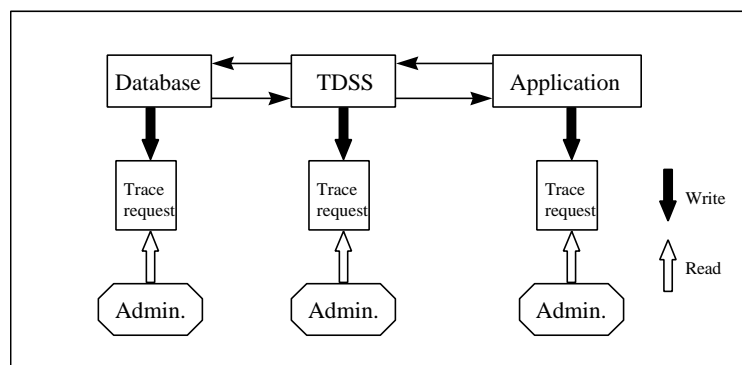 Database
TDSS
Application
Trace
request
Trace
request
Trace
request
Write
Read
Admin.
Admin.
Admin.